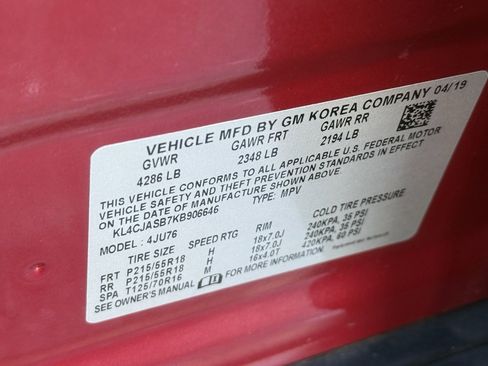 VEHICLE MFD BY GM KOREA COMPANY 04/19
GVWR GAWR FRT GAWR RR
4286 LB 2348 LB 2194 LB
THIS VEHICLE CONFORMS TO ALL APPLICABLE U.S. FEDERAL MOTOR
VEHICLE SAFETY AND THEFT PREVENTION STANDARDS IN EFFECT
ON THE DATE OF MANUFACTURE SHOWN ABOVE.
KL4CJASB7KB906646 TYPE: MPV
MODEL: 4JU76
TIRE SIZE SPEED RTG RIM COLD TIRE PRESSURE
FRT P215/55R18 H 18x7.0J 240KPA, 35 PSI
RR P215/55R18 H 18x7.0J 240KPA, 35 PSI
SPA T125/70R16 M 16x4.0T 420KPA, 60 PSI
SEE OWNER'S MANUAL FOR MORE INFORMATION.